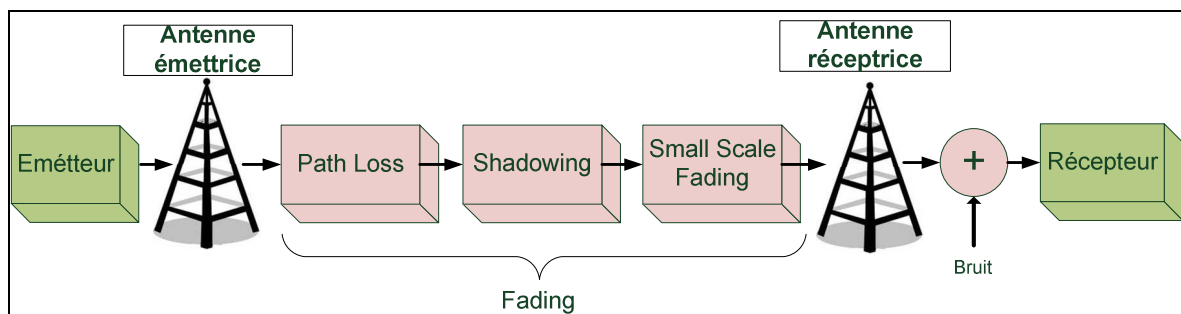 Antenne
émettrice
Antenne
réceptrice
Emétteur
Path Loss
Shadowing
Small Scale
Fading
+
Récepteur
Bruit
Fading